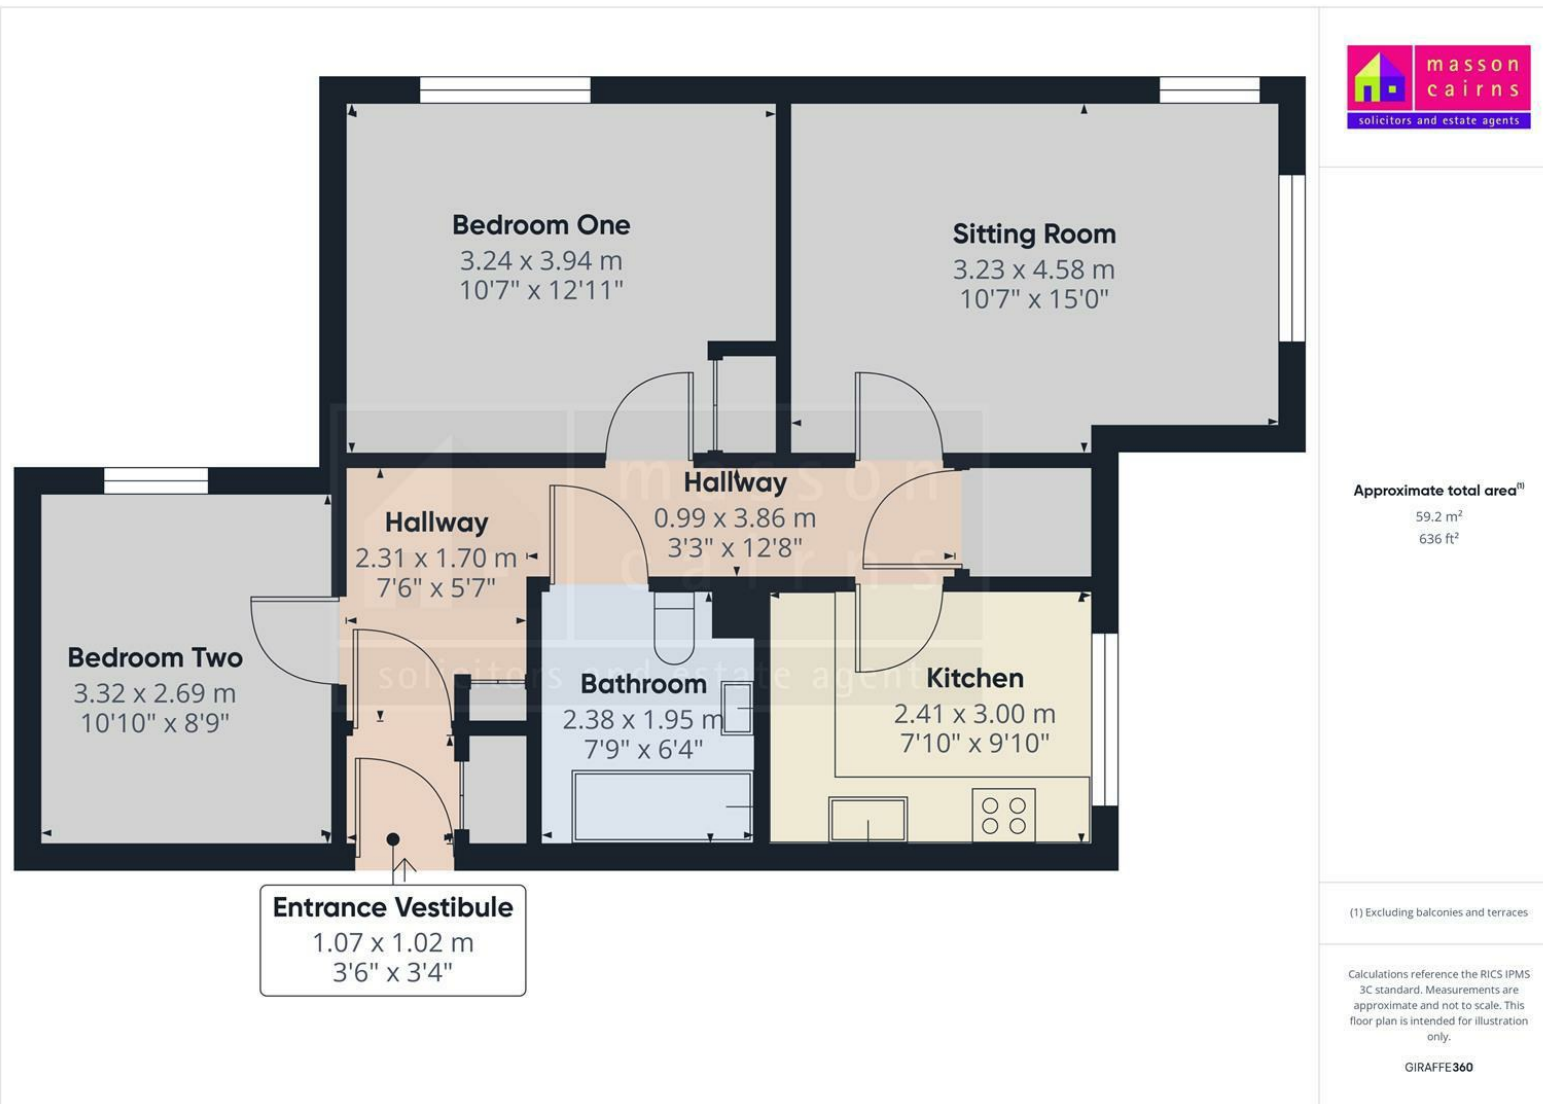 masson
cairns
solicitors and estate agents
Bedroom One
3.24 x 3.94 m
10'7" x 12'11"
Sitting Room
3.23 x 4.58 m
10'7" x 15'0"
Hallway
0.99 x 3.86 m
3'3" x 12'8"
Hallway
2.31 x 1.70 m
7'6" x 5'7"
masson
cairns
solicitors and estate agents
Bedroom Two
3.32 x 2.69 m
10'10" x 8'9"
Bathroom
2.38 x 1.95 m
7'9" x 6'4"
Kitchen
2.41 x 3.00 m
7'10" x 9'10"
Entrance Vestibule
1.07 x 1.02 m
3'6" x 3'4"
Approximate total area⁽¹⁾
59.2 m²
636 ft²
(1) Excluding balconies and terraces
Calculations reference the RICS IPMS
3C standard. Measurements are
approximate and not to scale. This
floor plan is intended for illustration
only.
GIRAFFE360